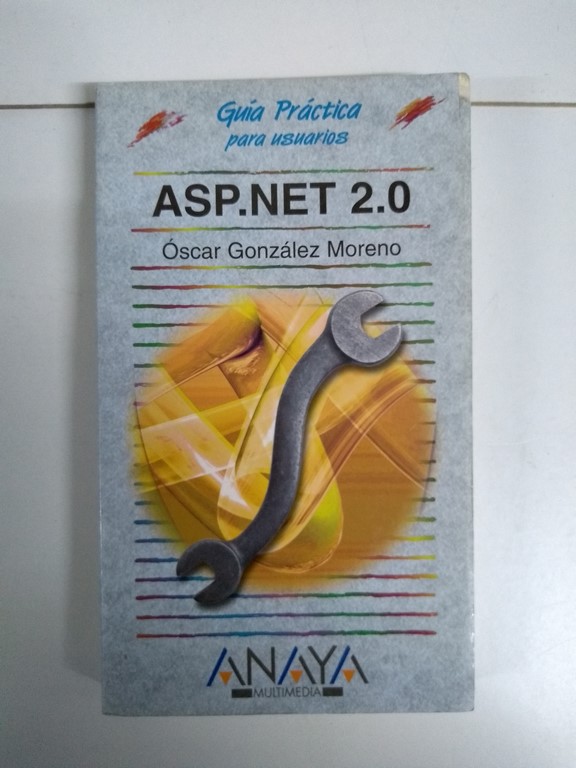 Guía Práctica
para usuarios
ASP.NET 2.0
Óscar González Moreno
ANAYA
MULTIMEDIA